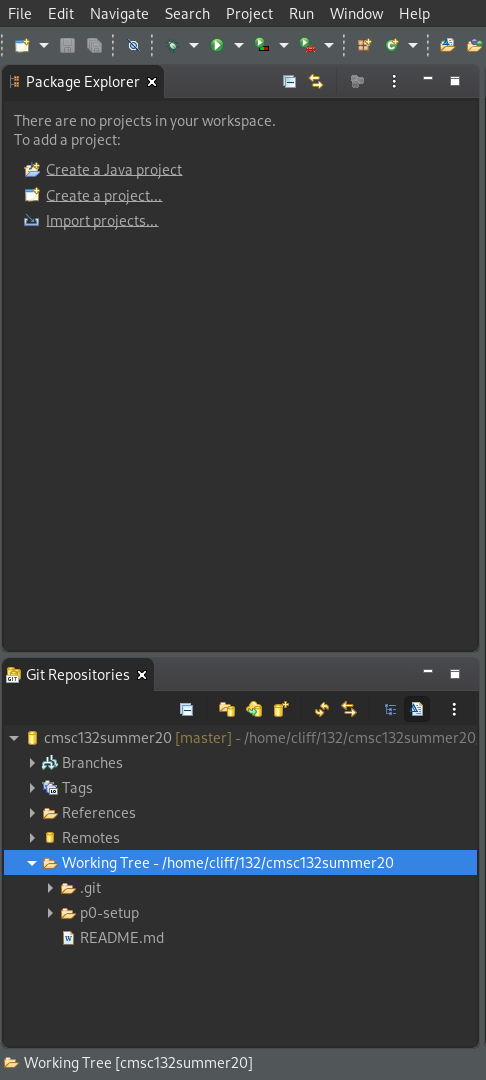 File Edit Navigate Search Project Run Window Help
Package Explorer
There are no projects in your workspace.
To add a project:
Create a Java project
Create a project...
Import projects...
GIT Git Repositories
cmsc132summer20 [master] - /home/cliff/132/cmsc132summer20
Branches
Tags
References
Remotes
Working Tree - /home/cliff/132/cmsc132summer20
.git
p0-setup
README.md
Working Tree [cmsc132summer20]